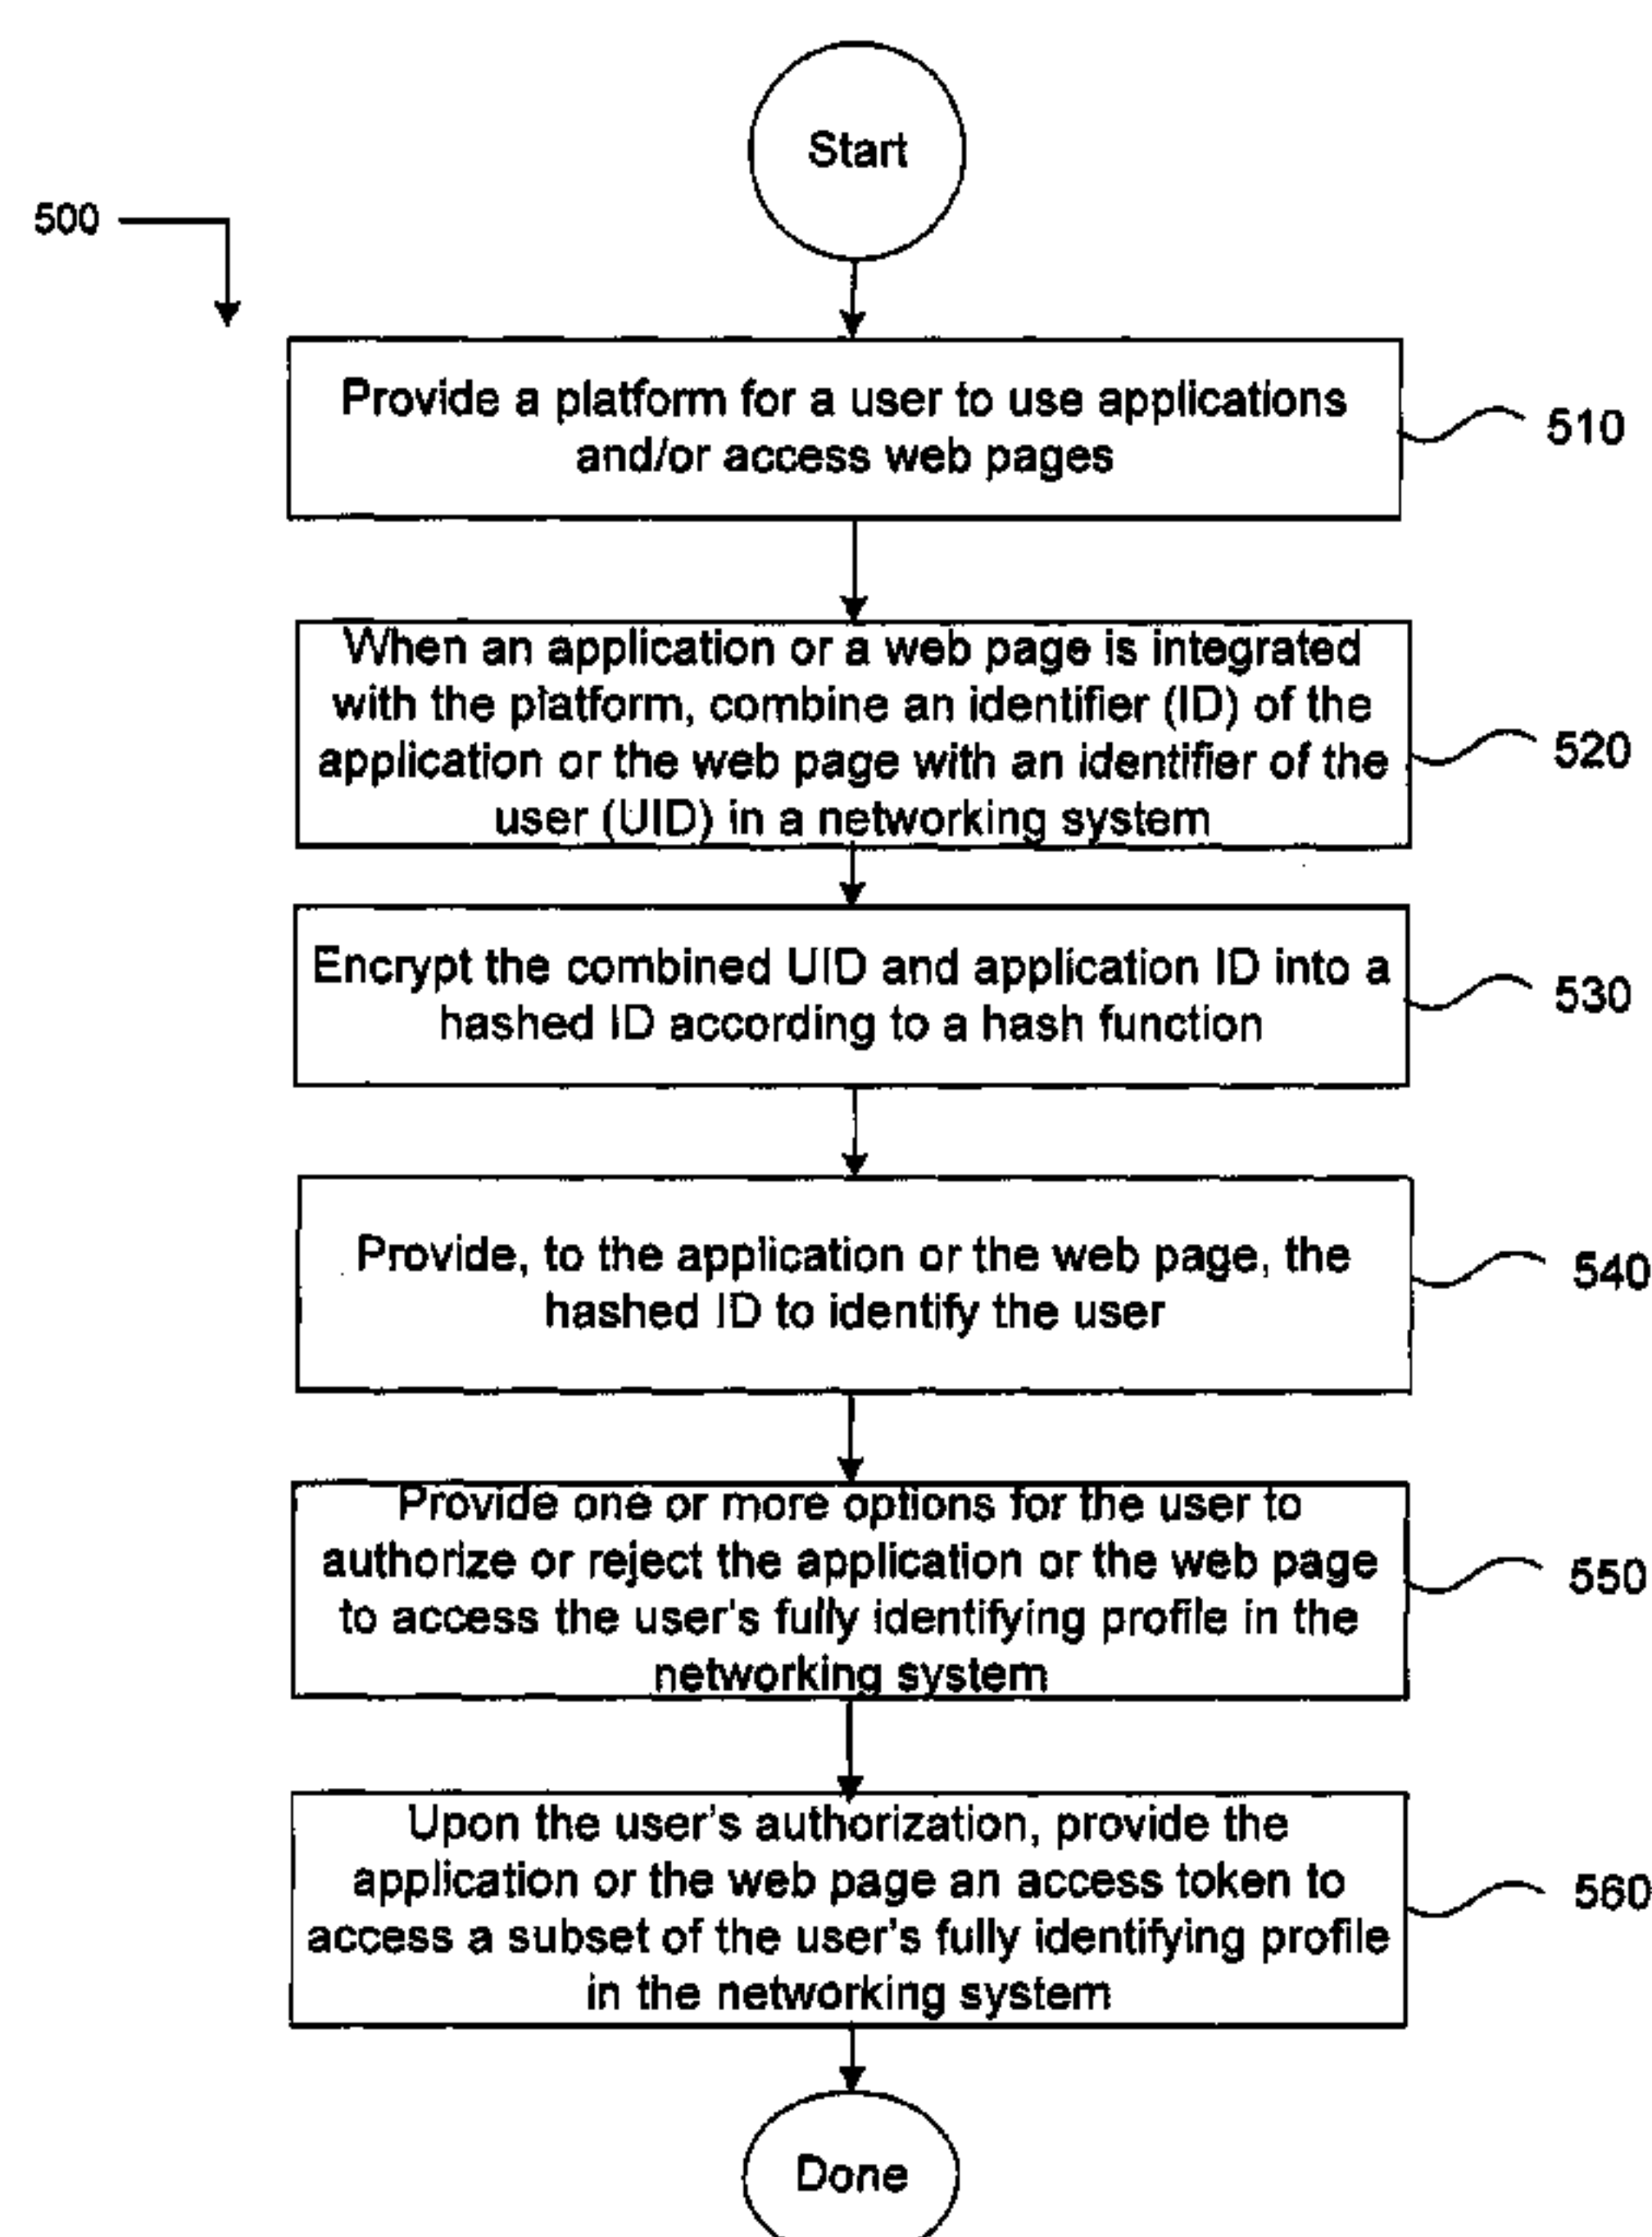 Start
500
Provide a platform for a user to use applications
and/or access web pages
510
When an application or a web page is integrated
with the platform, combine an identifier (ID) of the
application or the web page with an identifier of the
user (UID) in a networking system
520
Encrypt the combined UID and application ID into a
hashed ID according to a hash function
530
Provide, to the application or the web page, the
hashed ID to identify the user
540
Provide one or more options for the user to
authorize or reject the application or the web page
to access the user's fully identifying profile in the
networking system
550
Upon the user's authorization, provide the
application or the web page an access token to
access a subset of the user's fully identifying profile
in the networking system
560
Done